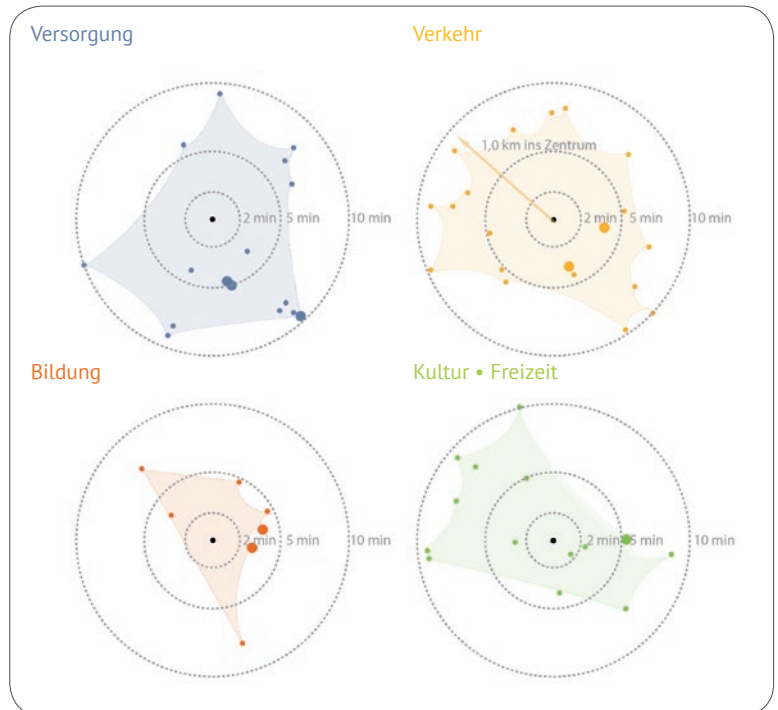 Versorgung
2 min 5 min 10 min
Verkehr
1,0 km ins Zentrum
2 min 5 min 10 min
Bildung
2 min 5 min 10 min
Kultur • Freizeit
2 min 5 min 10 min